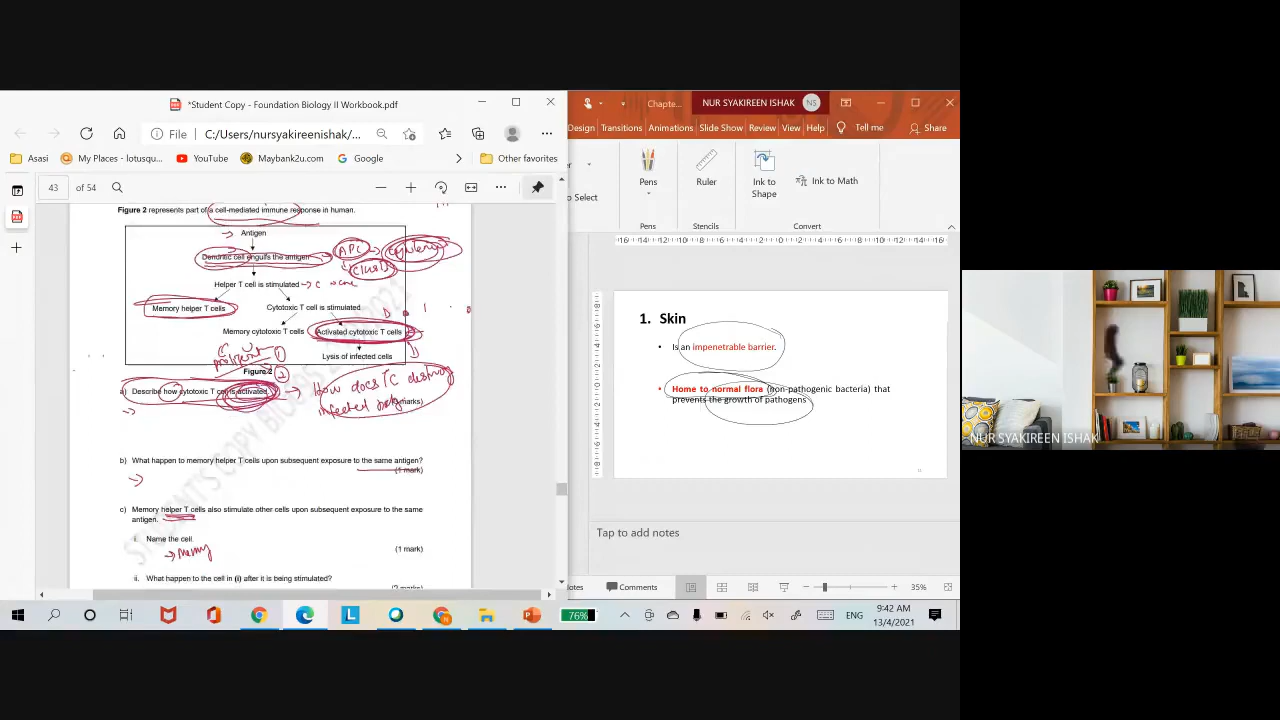 *Student Copy - Foundation Biology II Workbook.pdf
File C:/Users/nursyakireenishak/...
Asasi My Places - lotusqu... YouTube Maybank2u.com Google Other favorites
43 of 54
Figure 2 represents part of a cell-mediated immune response in human.
Antigen
Dendritic cell engulfs the antigen
APC
Helper T cell is stimulated
Memory helper T cells
Cytotoxic T cell is stimulated
Memory cytotoxic T cells
Activated cytotoxic T cells
Lysis of infected cells
Figure 2
a) Describe how cytotoxic T cell is activated
How does TC destroy
infected
marks)
b) What happen to memory helper T cells upon subsequent exposure to the same antigen?
(1 mark)
c) Memory helper T cells also stimulate other cells upon subsequent exposure to the same
antigen.
i. Name the cell
(1 mark)
ii. What happen to the cell in (i) after it is being stimulated?
STUDENTS COPY BIOLOGY
Chapte... NUR SYAKIREEN ISHAK NS
Design Transitions Animations Slide Show Review View Help Tell me Share
to Select
Pens
Ruler
Ink to
Shape
Ink to Math
Pens Stencils Convert
1. Skin
• Is an impenetrable barrier.
• Home to normal flora (non-pathogenic bacteria) that
prevents the growth of pathogens
Tap to add notes
Notes Comments 35%
NUR SYAKIREEN ISHAK
76% ENG 9:42 AM
13/4/2021